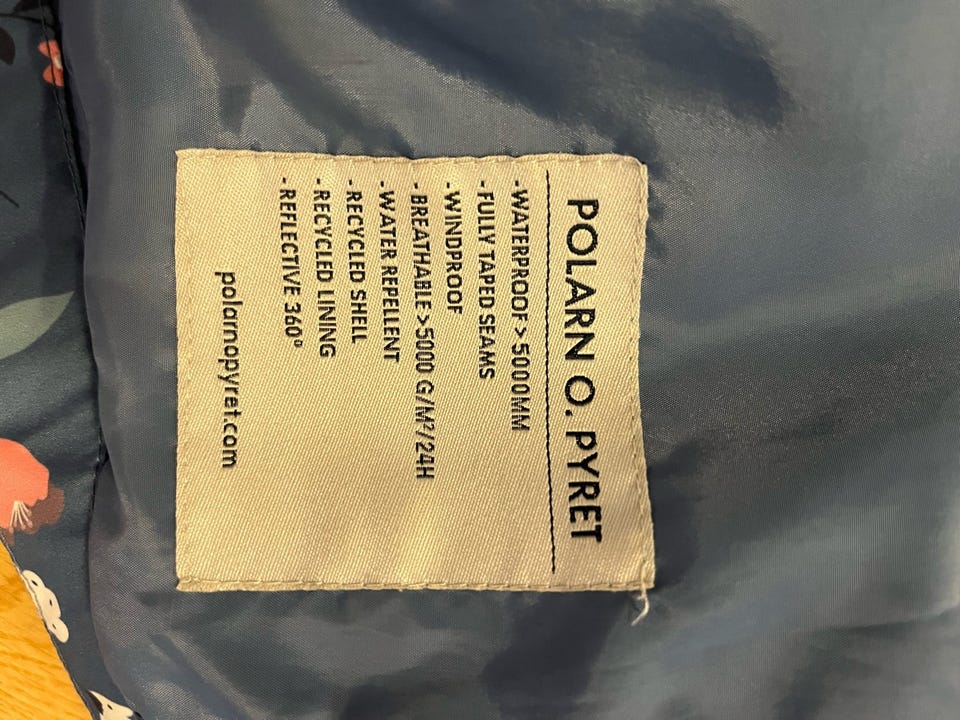 POLARN O. PYRET
-WATERPROOF>5000MM
-FULLY TAPED SEAMS
-WINDPROOF
-BREATHABLE>5000 G/M²/24H
-WATER REPELLENT
-RECYCLED SHELL
-RECYCLED LINING
-REFLECTIVE 360°
polarnopyret.com